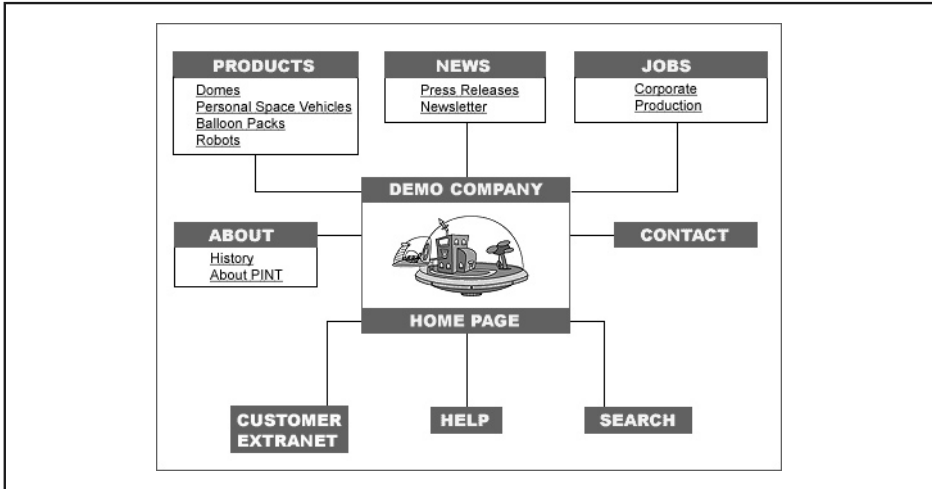 PRODUCTS
Domes
Personal Space Vehicles
Balloon Packs
Robots
NEWS
Press Releases
Newsletter
JOBS
Corporate
Production
DEMO COMPANY
ABOUT
History
About PINT
CONTACT
HOME PAGE
CUSTOMER
EXTRANET
HELP
SEARCH